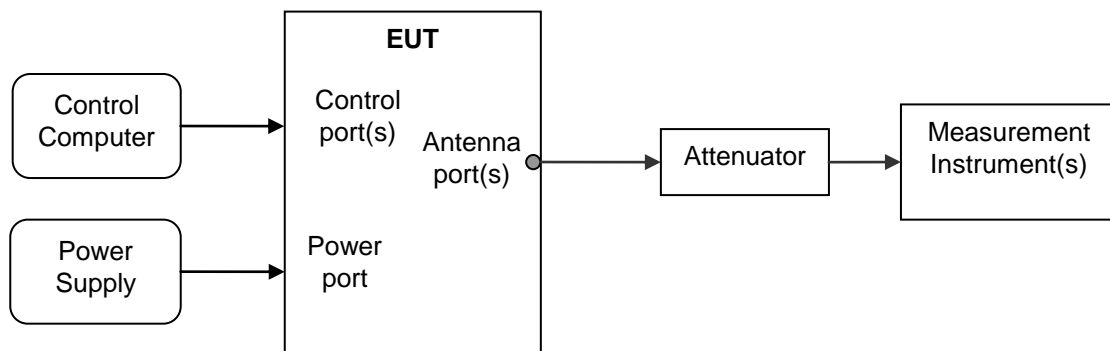 EUT
Control
Computer
Control
port(s)
Antenna
port(s)
Attenuator
Measurement
Instrument(s)
Power
Supply
Power
port